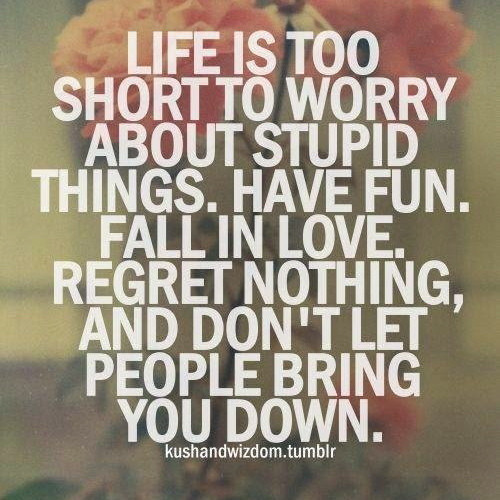 LIFE IS TOO
SHORT TO WORRY
ABOUT STUPID
THINGS. HAVE FUN.
FALL IN LOVE.
REGRET NOTHING,
AND DON'T LET
PEOPLE BRING
YOU DOWN.
kushandwizdom.tumblr